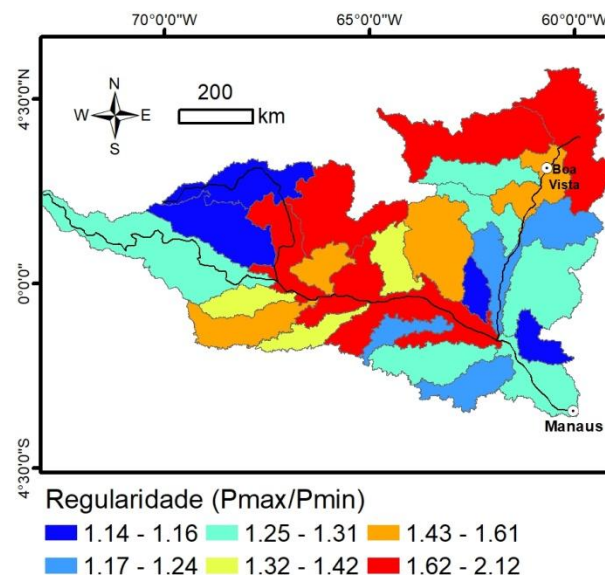 70°0'0"W 65°0'0"W 60°0'0"W
4°30'0"N
N
W E
S
200
km
Boa
Vista
0°0'0"
Manaus
4°30'0"S
Regularidade (Pmax/Pmin)
1.14 - 1.16 1.25 - 1.31 1.43 - 1.61
1.17 - 1.24 1.32 - 1.42 1.62 - 2.12